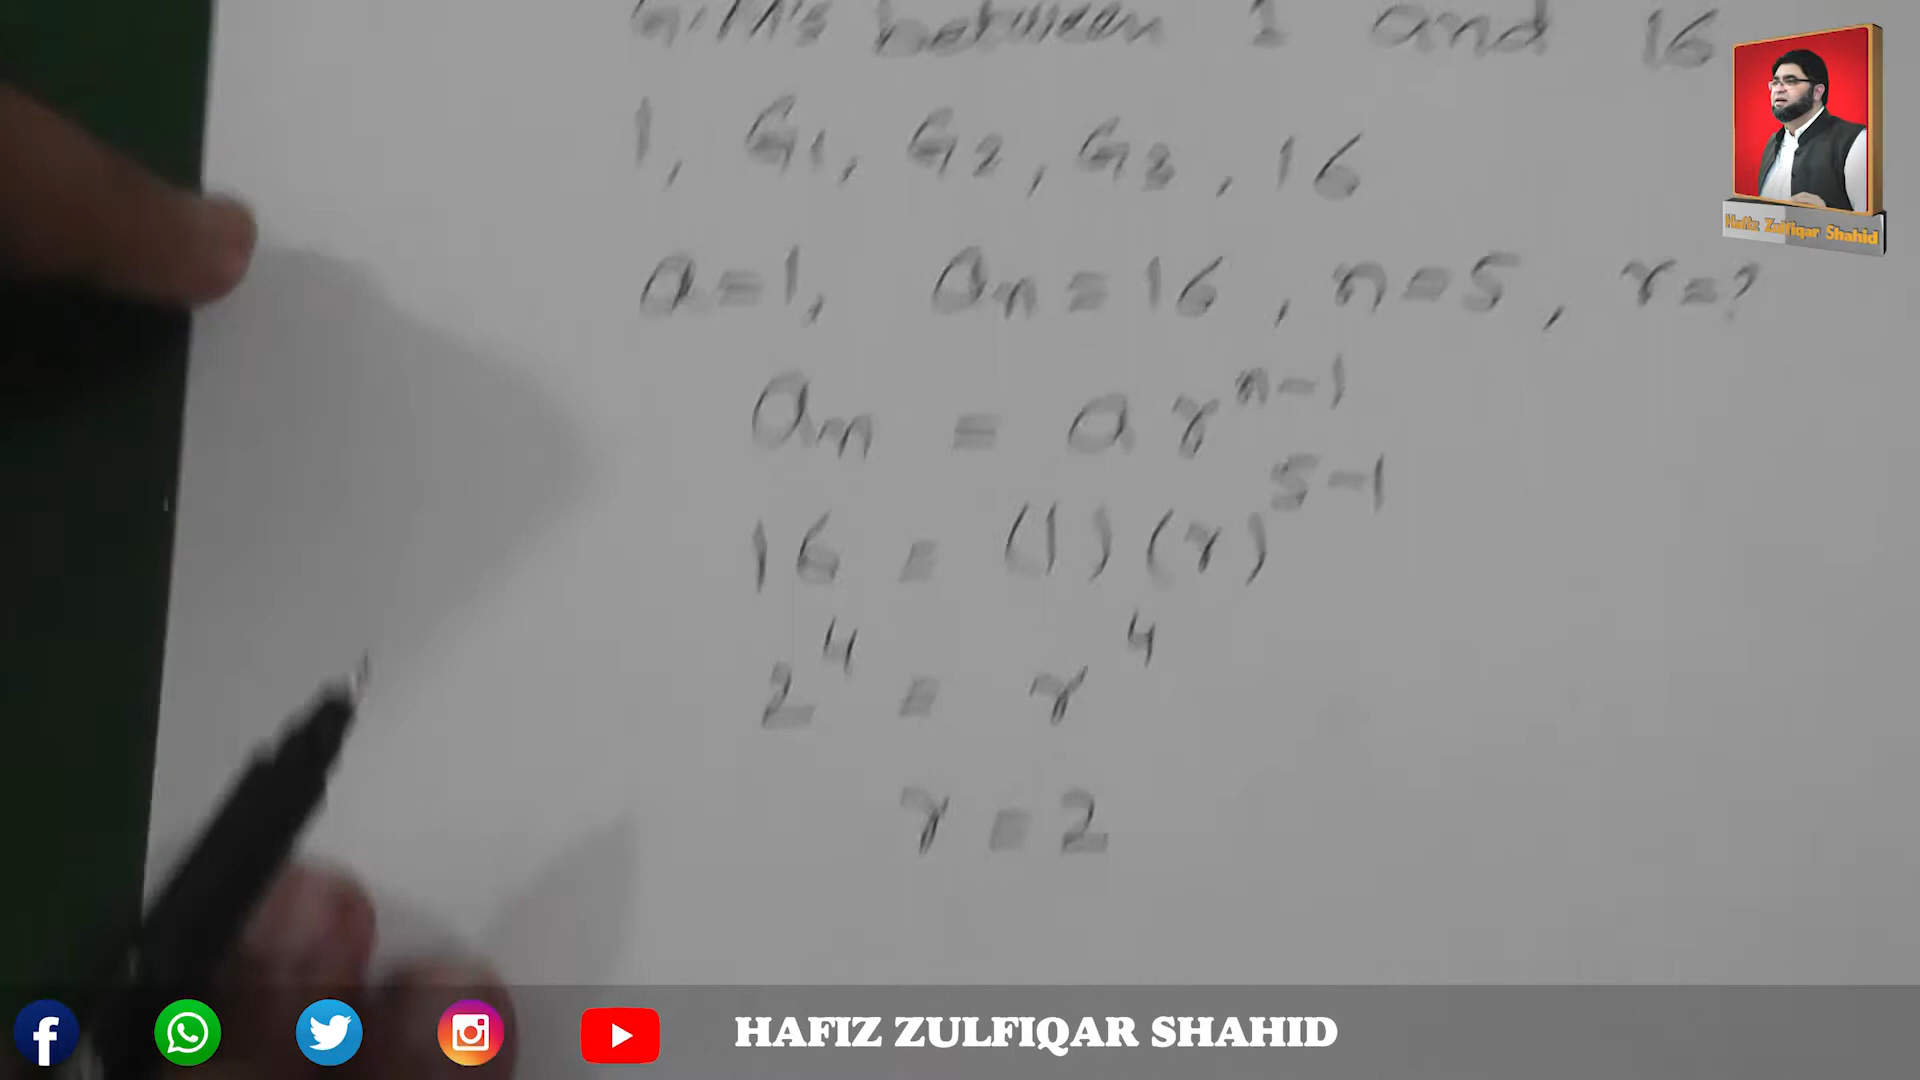 G.M's between 1 and 16
1, G1, G2, G3, 16
a=1, an=16, n=5, r=?
an = a r^n-1
16 = (1)(r)^5-1
2^4 = r^4
r=2
Hafiz Zulfiqar Shahid
HAFIZ ZULFIQAR SHAHID